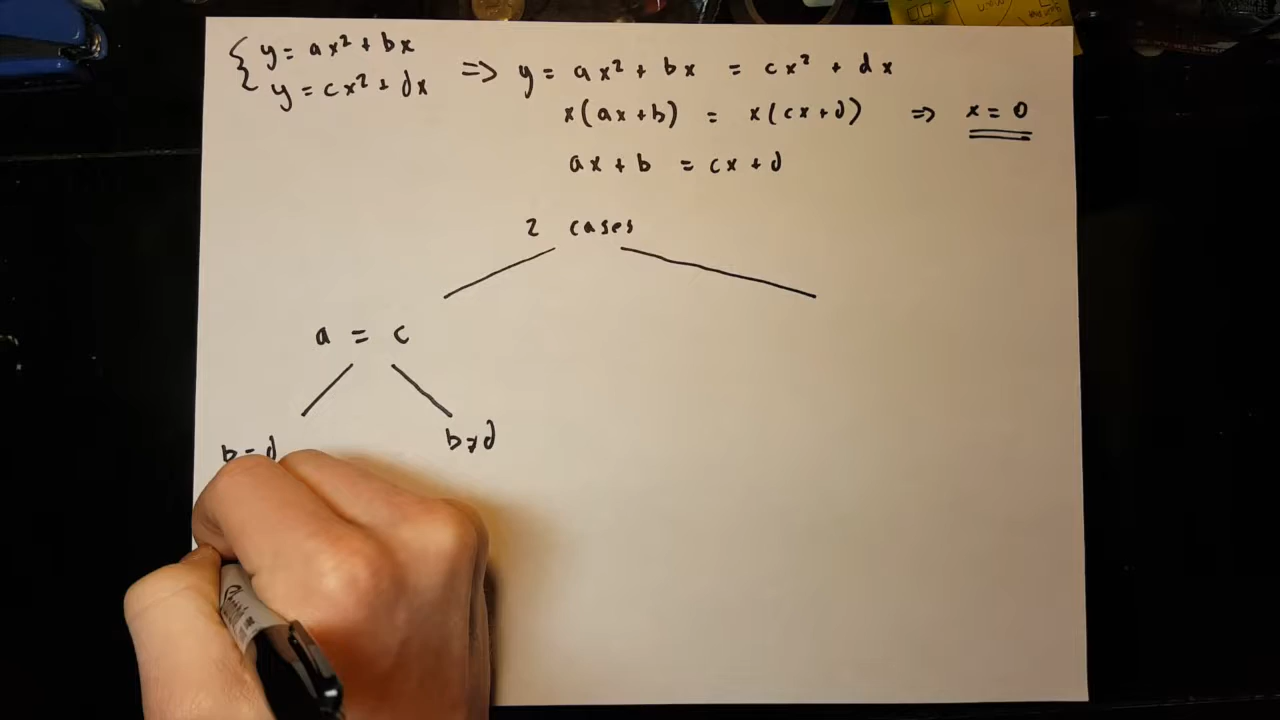 { y = ax² + bx
{ y = cx² + dx
⇒ y = ax² + bx = cx² + dx
x(ax+b) = x(cx+d) ⇒ x = 0
ax + b = cx + d
2 cases
a = c
b = d b ≠ d